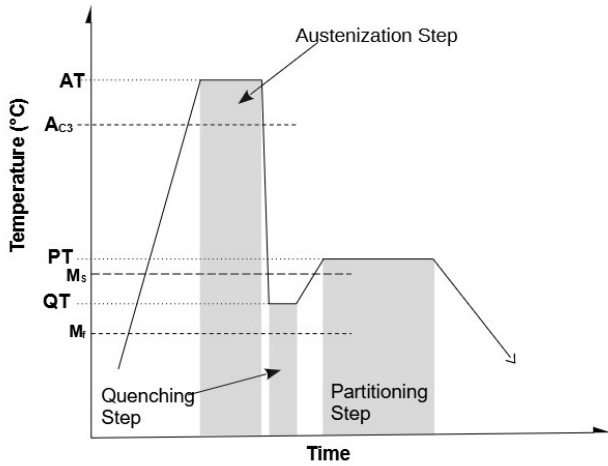 Austenization Step
AT
AC3
Temperature (°C)
PT
Ms
QT
Mf
Quenching
Step
Partitioning
Step
Time